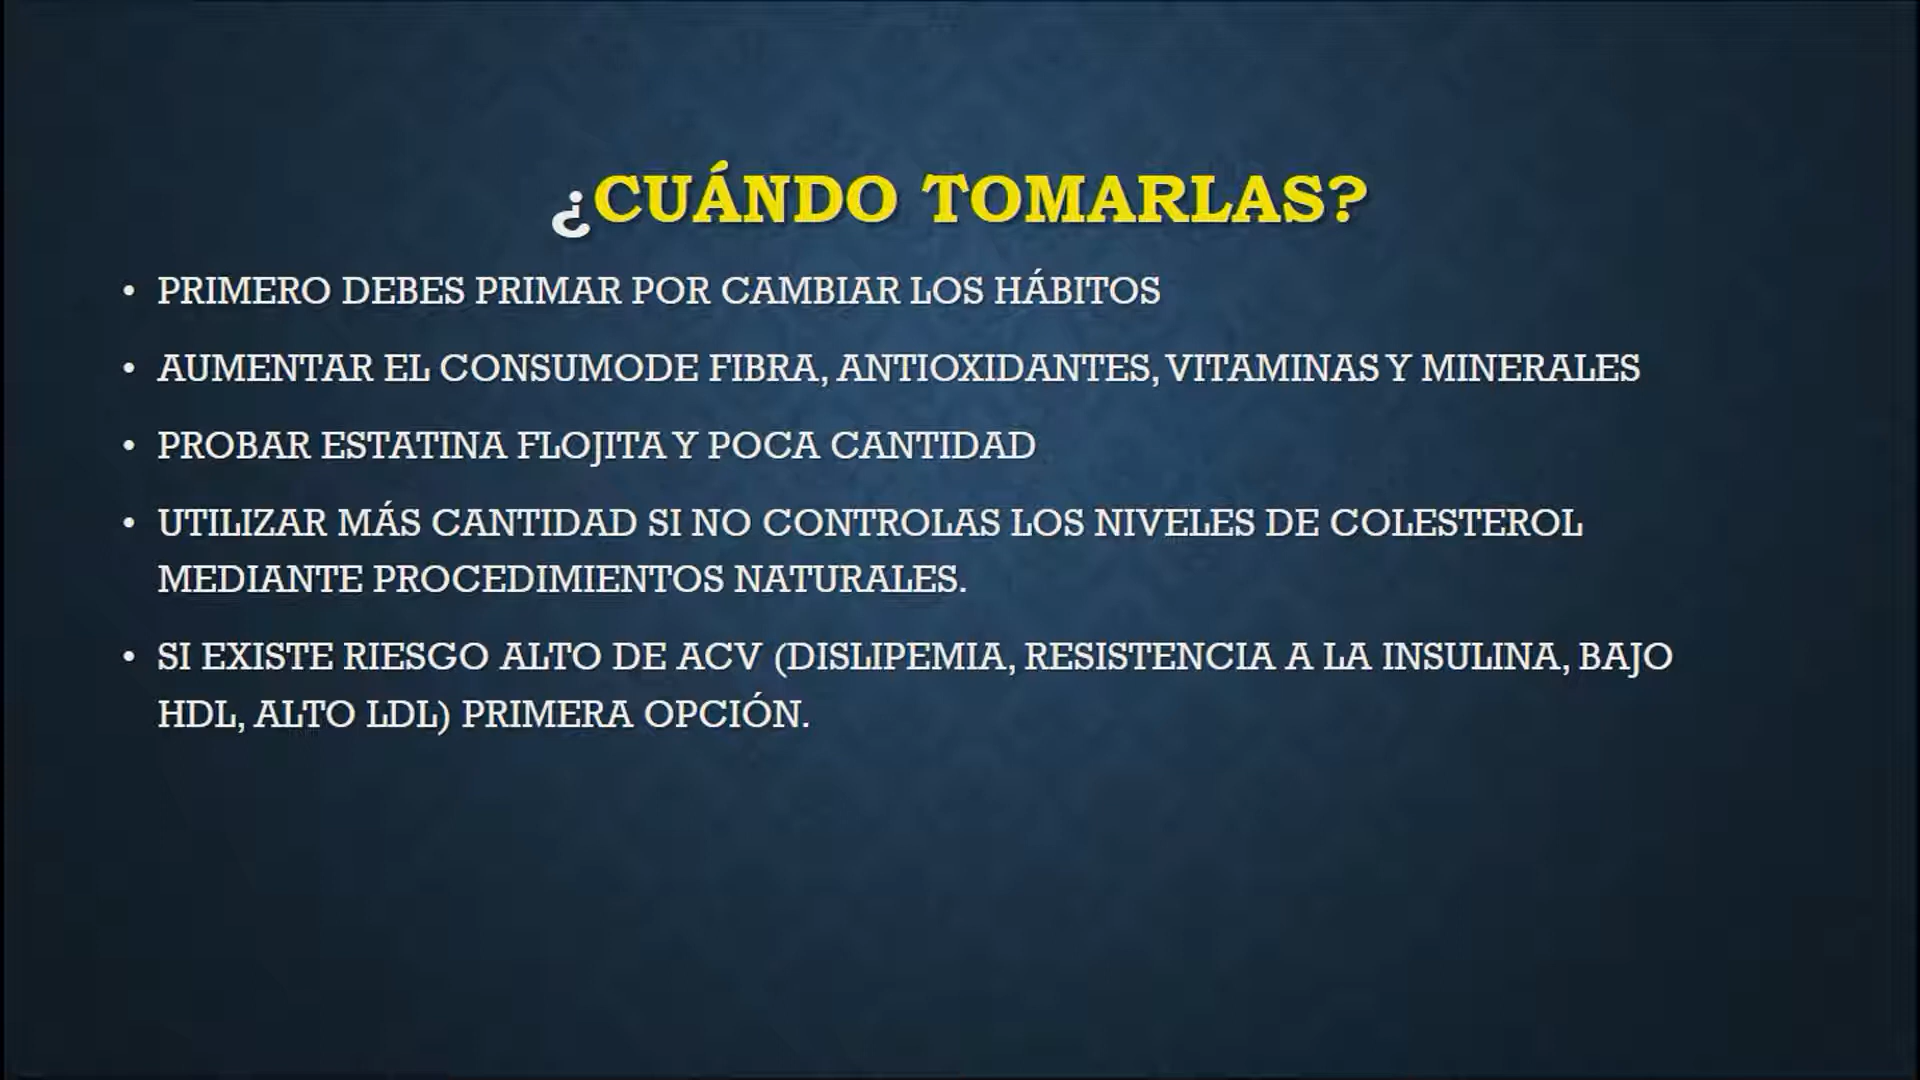 ¿CUÁNDO TOMARLAS?
• PRIMERO DEBES PRIMAR POR CAMBIAR LOS HÁBITOS
• AUMENTAR EL CONSUMODE FIBRA, ANTIOXIDANTES, VITAMINAS Y MINERALES
• PROBAR ESTATINA FLOJITA Y POCA CANTIDAD
• UTILIZAR MÁS CANTIDAD SI NO CONTROLAS LOS NIVELES DE COLESTEROL
MEDIANTE PROCEDIMIENTOS NATURALES.
• SI EXISTE RIESGO ALTO DE ACV (DISLIPEMIA, RESISTENCIA A LA INSULINA, BAJO
HDL, ALTO LDL) PRIMERA OPCIÓN.